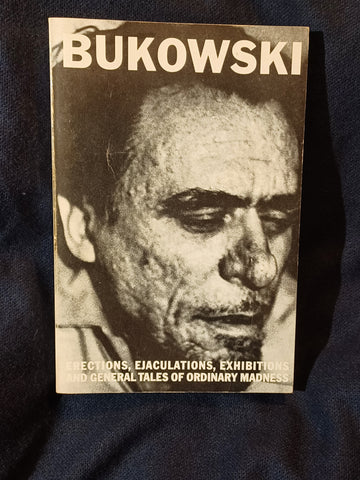 BUKOWSKI
ERECTIONS, EJACULATIONS, EXHIBITIONS
AND GENERAL TALES OF ORDINARY MADNESS